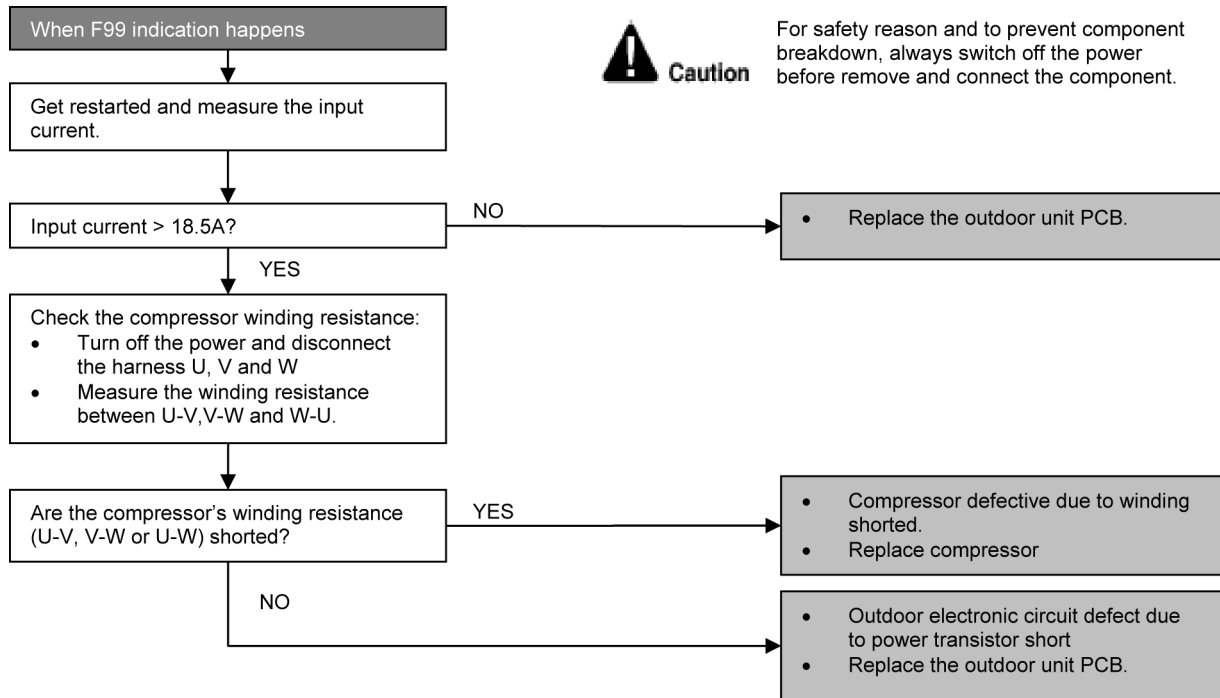 When F99 indication happens
Caution
For safety reason and to prevent component
breakdown, always switch off the power
before remove and connect the component.
Get restarted and measure the input
current.
Input current > 18.5A?
NO
• Replace the outdoor unit PCB.
YES
Check the compressor winding resistance:
• Turn off the power and disconnect
the harness U, V and W
• Measure the winding resistance
between U-V,V-W and W-U.
Are the compressor's winding resistance
(U-V, V-W or U-W) shorted?
YES
• Compressor defective due to winding
shorted.
• Replace compressor
NO
• Outdoor electronic circuit defect due
to power transistor short
• Replace the outdoor unit PCB.